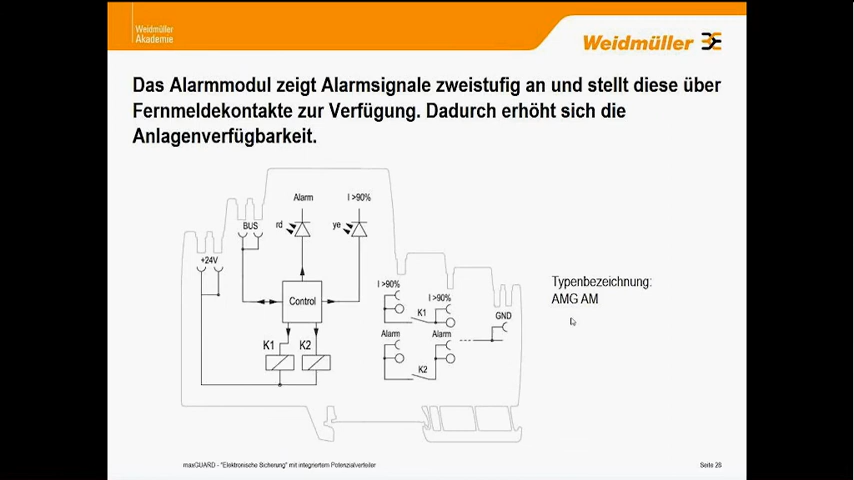 Weidmüller
Akademie
Weidmüller
Das Alarmmodul zeigt Alarmsignale zweistufig an und stellt diese über
Fernmeldekontakte zur Verfügung. Dadurch erhöht sich die
Anlagenverfügbarkeit.
Alarm
I >90%
BUS
rd
ye
+24V
Control
K1
K2
I >90%
I >90%
K1
Alarm
Alarm
K2
GND
Typenbezeichnung:
AMG AM
maxGUARD - "Elektronische Sicherung" mit integriertem Potenzialverteiler
Seite 28